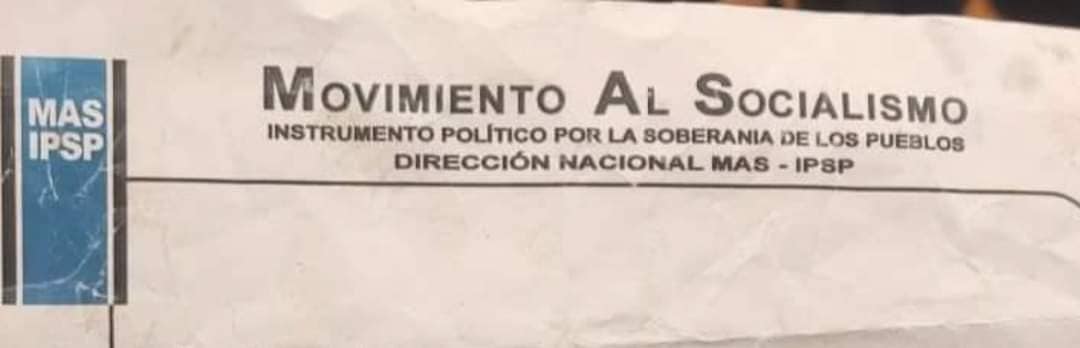 MAS
IPSP
MOVIMIENTO AL SOCIALISMO
INSTRUMENTO POLÍTICO POR LA SOBERANIA DE LOS PUEBLOS
DIRECCIÓN NACIONAL MAS - IPSP